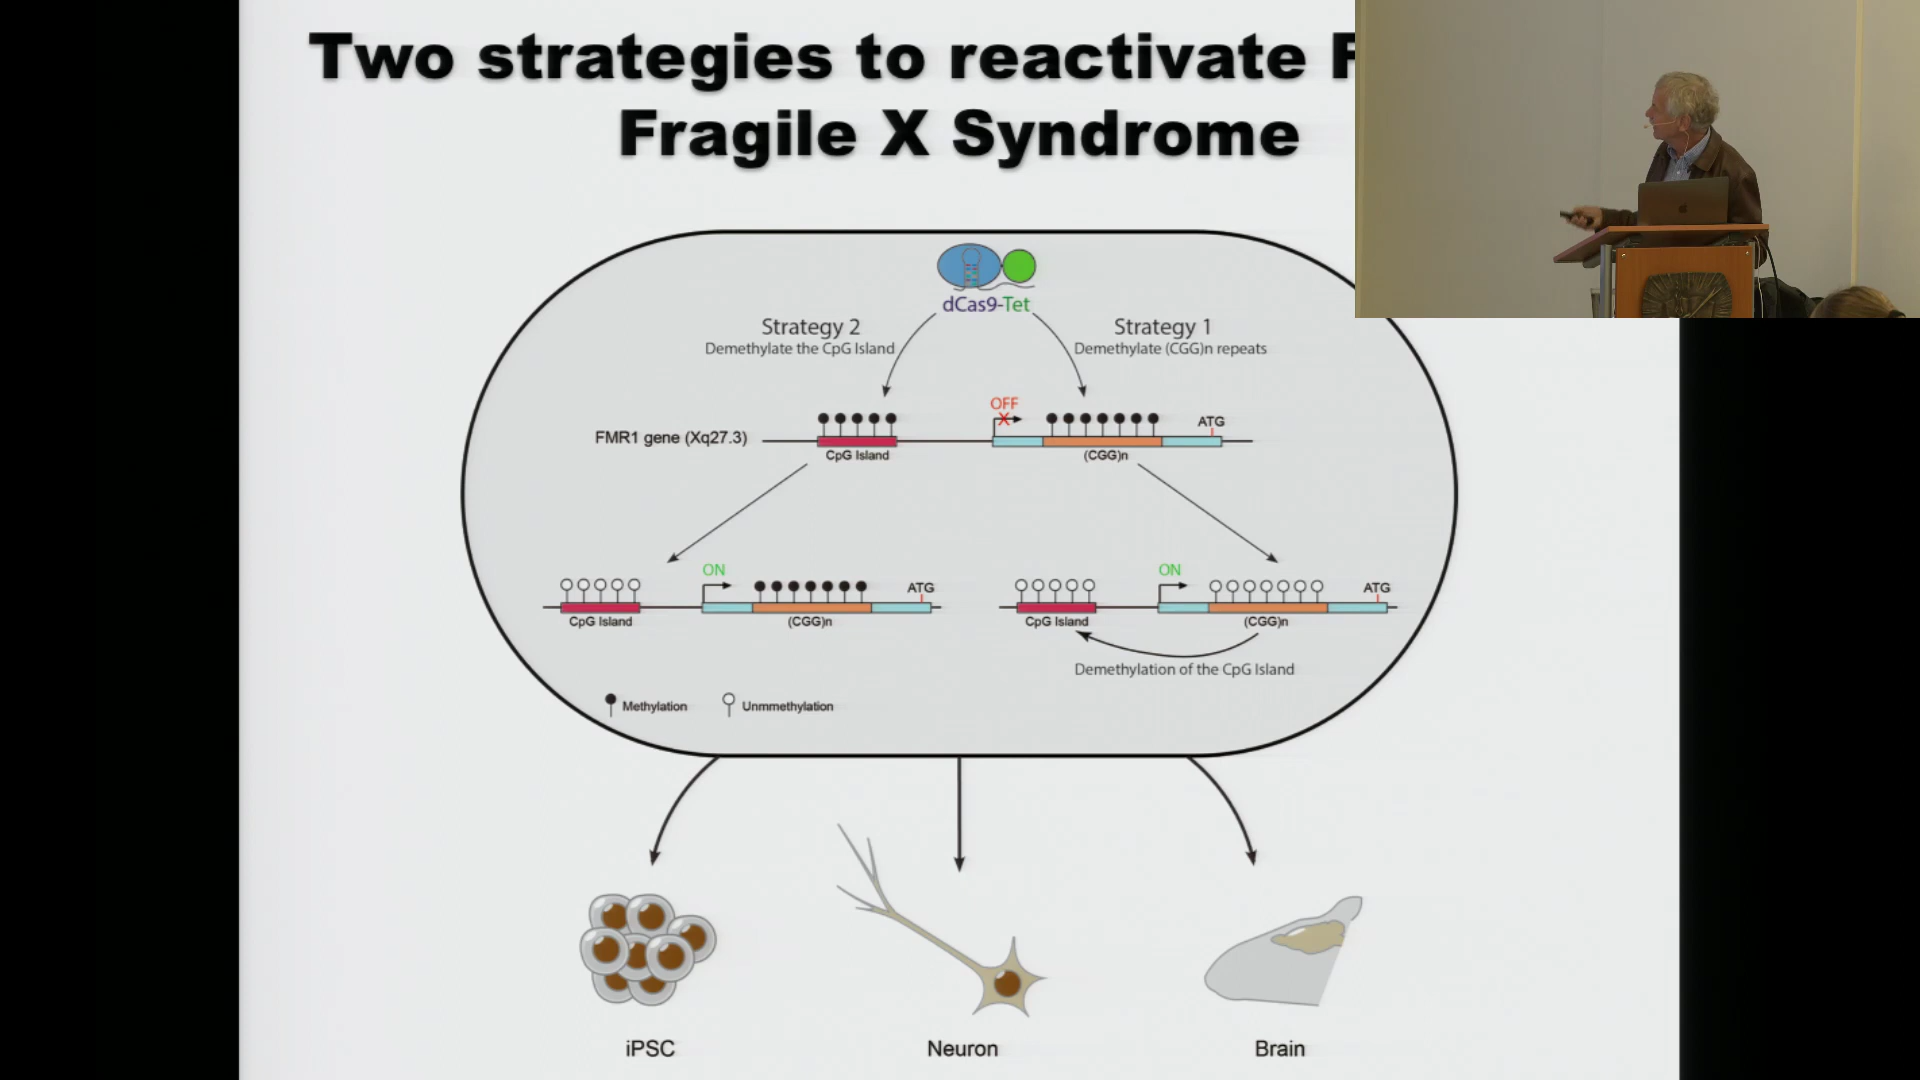 Two strategies to reactivate
Fragile X Syndrome
dCas9-Tet
Strategy 2
Demethylate the CpG Island
Strategy 1
Demethylate (CGG)n repeats
OFF
FMR1 gene (Xq27.3)
ATG
CpG Island
(CGG)n
ON
ATG
CpG Island
(CGG)n
ON
ATG
CpG Island
(CGG)n
Demethylation of the CpG Island
Methylation
Unmmethylation
iPSC
Neuron
Brain